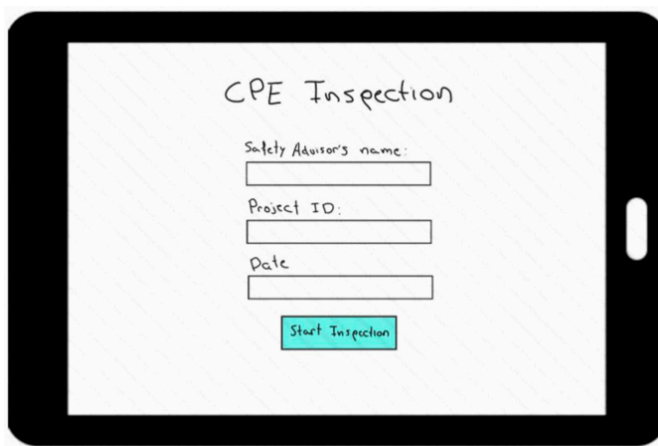 CPE Inspection
Safety Advisor's name:
Project ID:
Date
Start Inspection